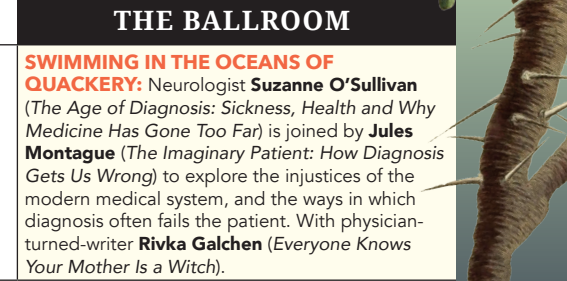 THE BALLROOM
SWIMMING IN THE OCEANS OF
QUACKERY: Neurologist Suzanne O’Sullivan
(The Age of Diagnosis: Sickness, Health and Why
Medicine Has Gone Too Far) is joined by Jules
Montague (The Imaginary Patient: How Diagnosis
Gets Us Wrong) to explore the injustices of the
modern medical system, and the ways in which
diagnosis often fails the patient. With physician-
turned-writer Rivka Galchen (Everyone Knows
Your Mother Is a Witch).